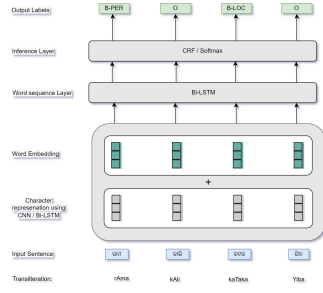 Output Labels: B-PER O B-LOC O
Inference Layer: CRF / Softmax
Word sequence Layer: Bi-LSTM
Word Embedding:
+
Character
represenation using
CNN / Bi-LSTM:
Input Sentence: ରାମ କାଲି କଟକ ଯିବ
Transliteration: rAma kAli kaTaka Yiba